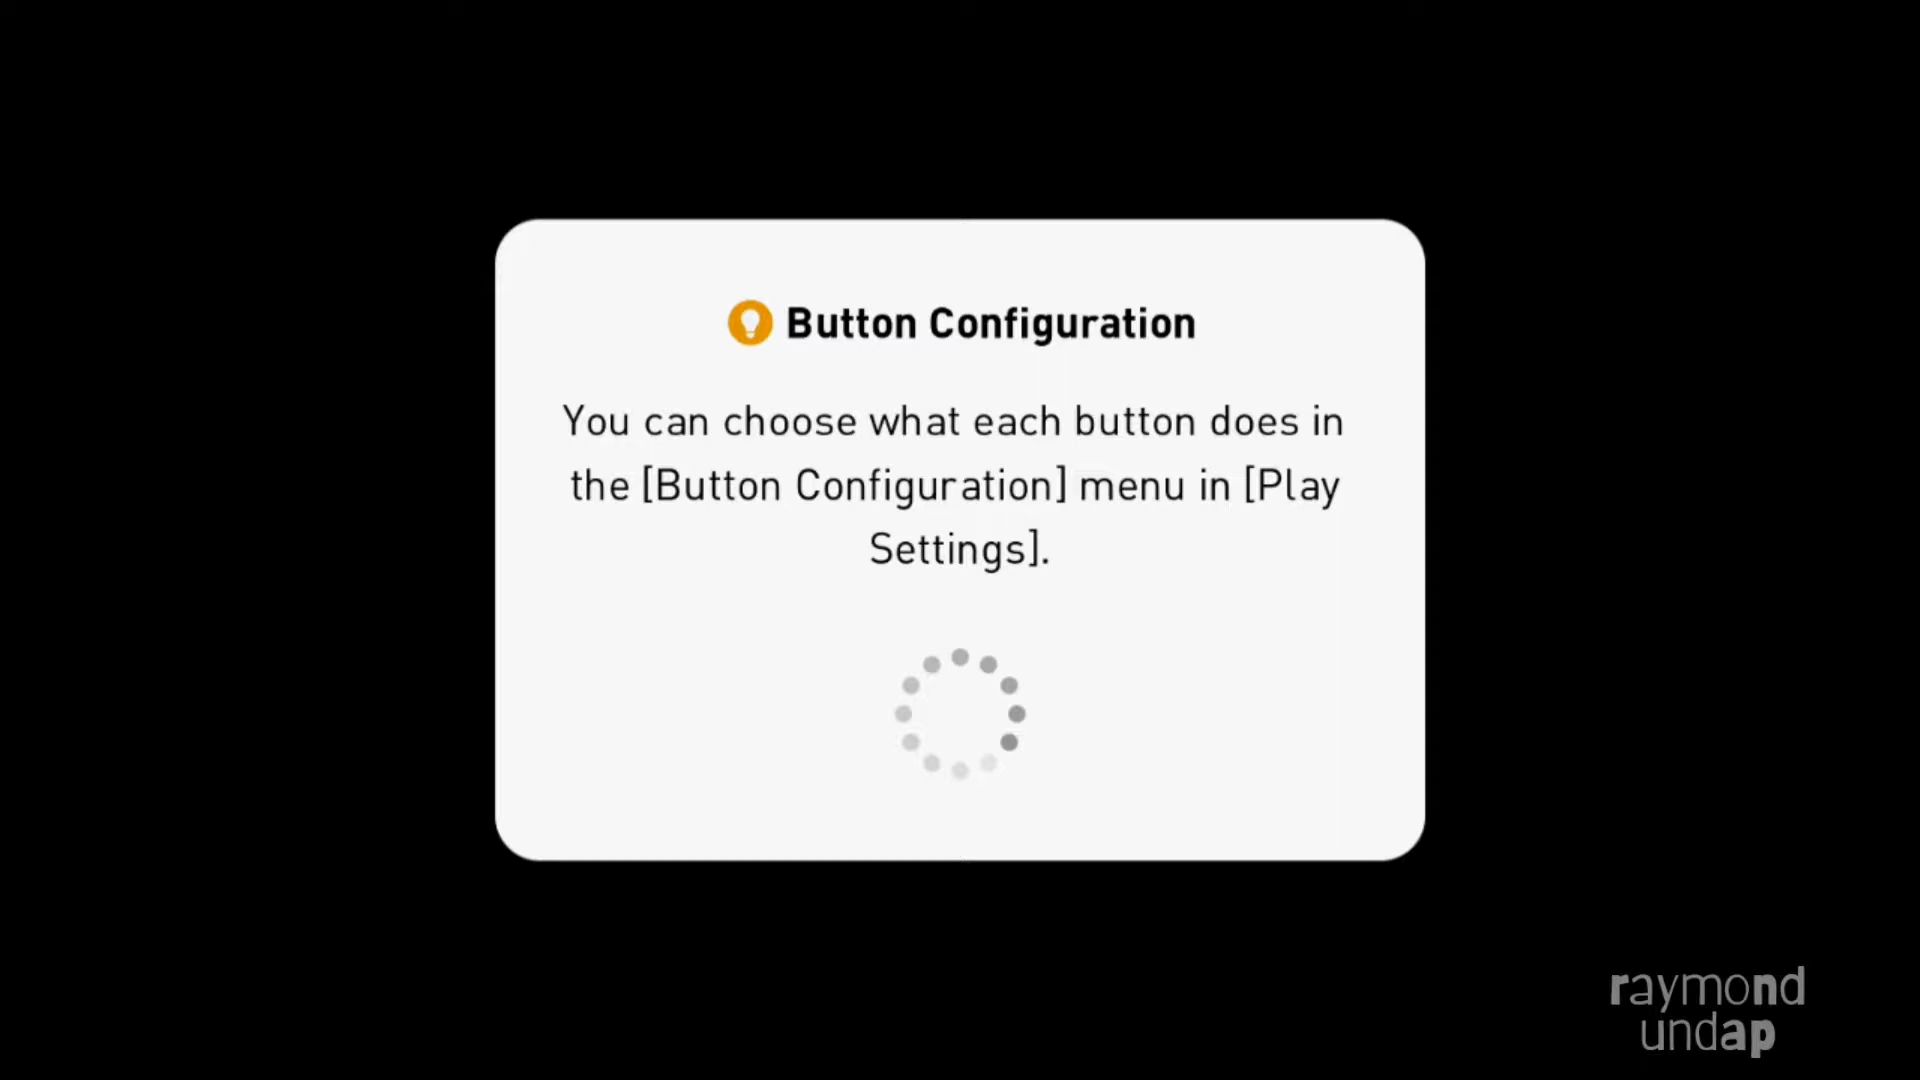 Button Configuration
You can choose what each button does in
the [Button Configuration] menu in [Play
Settings].
raymond
undap